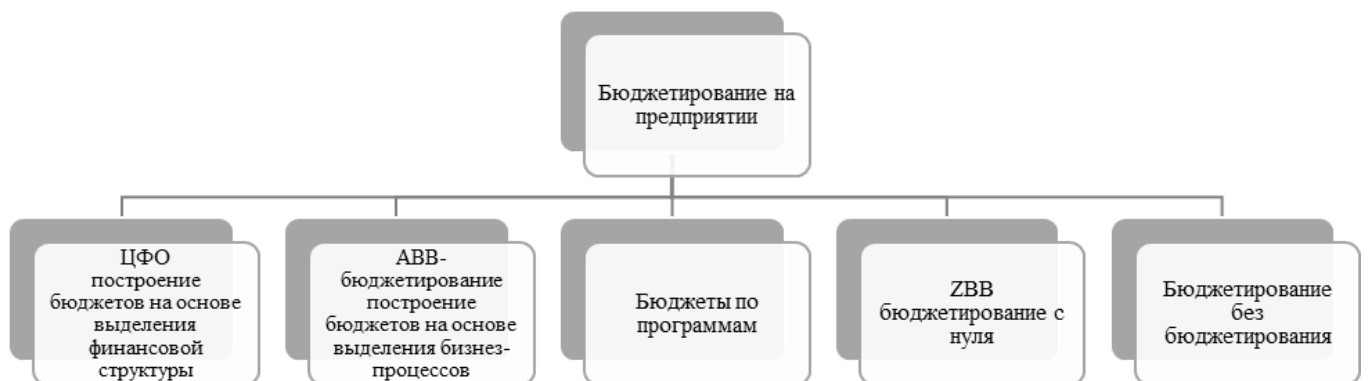 Бюджетирование на
предприятии
ЦФО
построение
бюджетов на основе
выделения
финансовой
структуры
АВВ-
бюджетирование
построение
бюджетов на основе
выделения бизнес-
процессов
Бюджеты по
программам
ZBB
бюджетирование с
нуля
Бюджетирование
без
бюджетирования